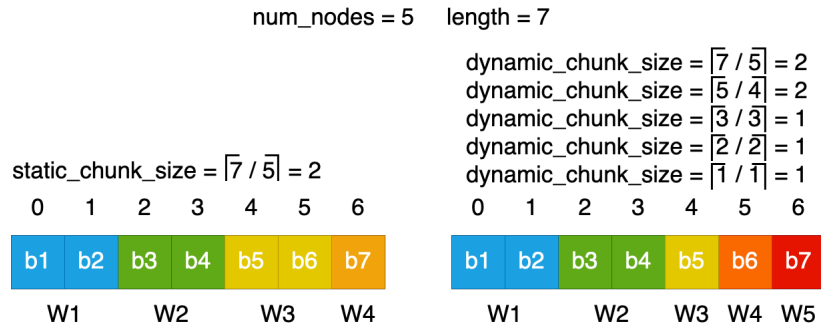 num_nodes = 5 length = 7
dynamic_chunk_size = ⌈7 / 5⌉ = 2
dynamic_chunk_size = ⌈5 / 4⌉ = 2
dynamic_chunk_size = ⌈3 / 3⌉ = 1
dynamic_chunk_size = ⌈2 / 2⌉ = 1
static_chunk_size = ⌈7 / 5⌉ = 2
dynamic_chunk_size = ⌈1 / 1⌉ = 1
0 1 2 3 4 5 6
b1 b2 b3 b4 b5 b6 b7
W1 W2 W3 W4
0 1 2 3 4 5 6
b1 b2 b3 b4 b5 b6 b7
W1 W2 W3 W4 W5